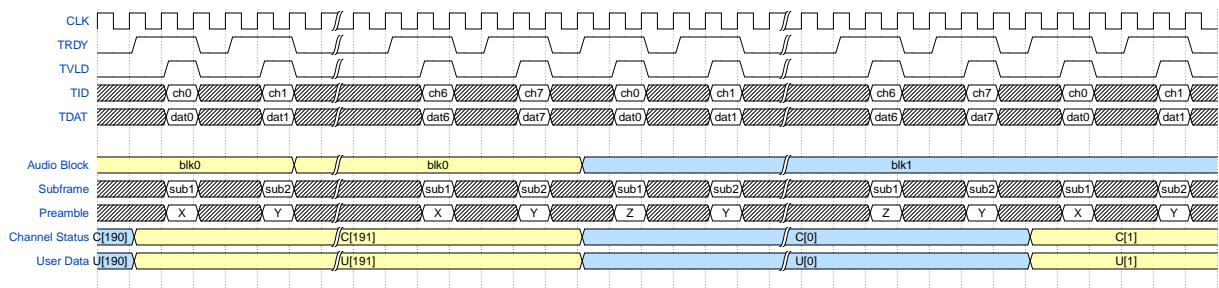 CLK
TRDY
TVLD
TID ch0 ch1 ch6 ch7 ch0 ch1 ch6 ch7 ch0 ch1
TDAT dat0 dat1 dat6 dat7 dat0 dat1 dat6 dat7 dat0 dat1
Audio Block blk0 blk0 blk1
Subframe sub1 sub2 sub1 sub2 sub1 sub2 sub1 sub2 sub1 sub2
Preamble X Y X Y Z Y Z Y X Y
Channel Status C[190] C[191] C[0] C[1]
User Data U[190] U[191] U[0] U[1]